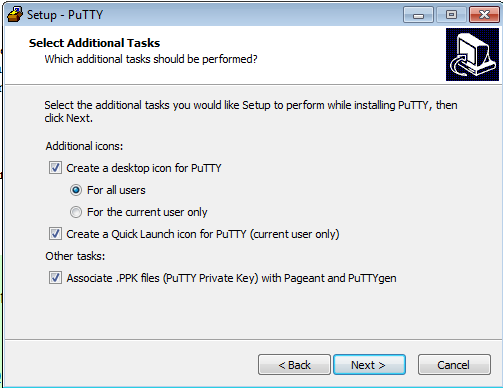 Setup - PuTTY
Select Additional Tasks
Which additional tasks should be performed?
Select the additional tasks you would like Setup to perform while installing PuTTY, then
click Next.
Additional icons:
Create a desktop icon for PuTTY
For all users
For the current user only
Create a Quick Launch icon for PuTTY (current user only)
Other tasks:
Associate .PPK files (PuTTY Private Key) with Pageant and PuTTYgen
< Back
Next >
Cancel